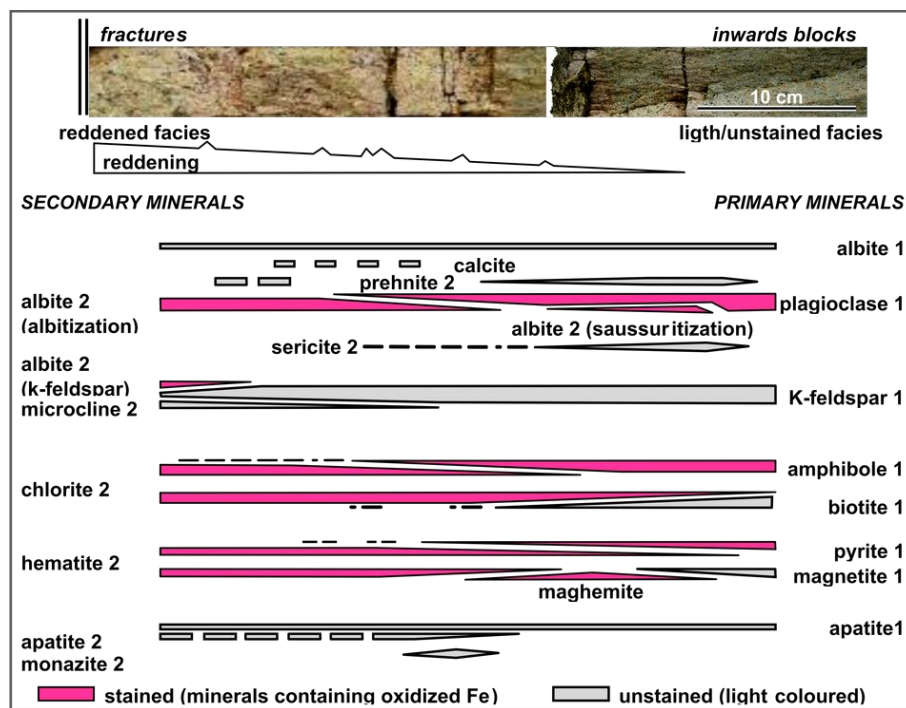 fractures inwards blocks
10 cm
reddened facies ligth/unstained facies
reddening
SECONDARY MINERALS PRIMARY MINERALS
albite 1
calcite
prehnite 2
albite 2 plagioclase 1
(albitization)
albite 2 (saussuritization)
sericite 2
albite 2
(k-feldspar) K-feldspar 1
microcline 2
amphibole 1
chlorite 2
biotite 1
pyrite 1
hematite 2
magnetite 1
maghemite
apatite1
apatite 2
monazite 2
stained (minerals containing oxidized Fe) unstained (light coloured)